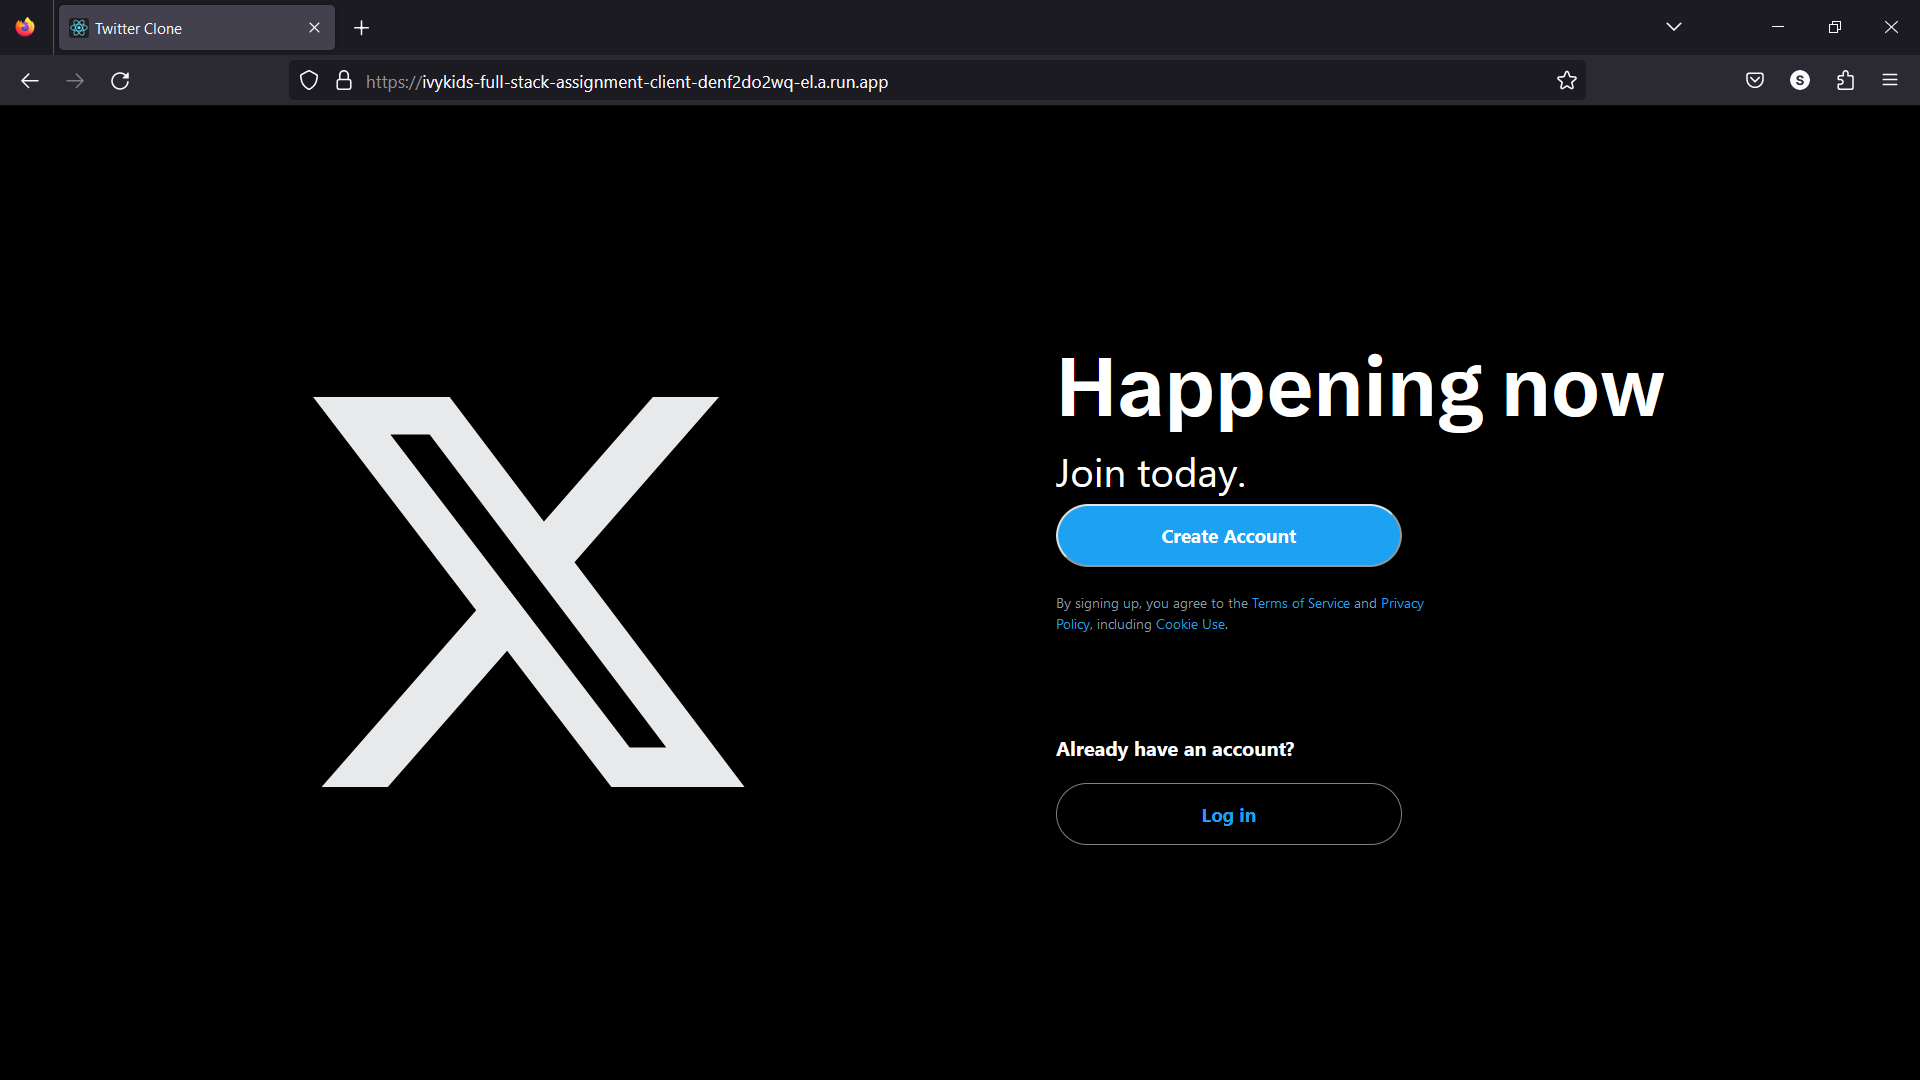 Twitter Clone
https://ivykids-full-stack-assignment-client-denf2do2wq-el.a.run.app
S
X
Happening now
Join today.
Create Account
By signing up, you agree to the Terms of Service and Privacy
Policy, including Cookie Use.
Already have an account?
Log in